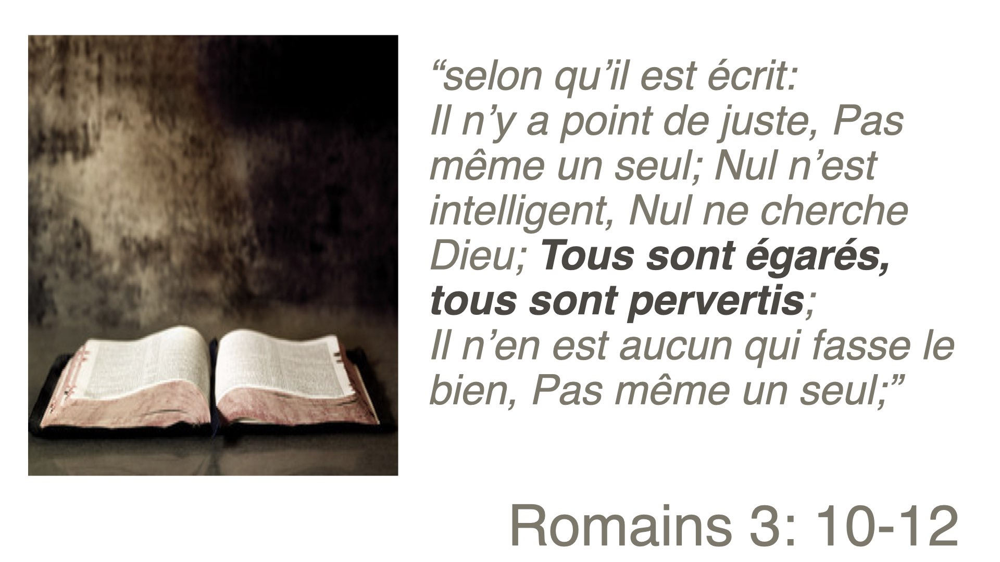 “selon qu’il est écrit:
Il n’y a point de juste, Pas
même un seul; Nul n’est
intelligent, Nul ne cherche
Dieu; Tous sont égarés,
tous sont pervertis;
Il n’en est aucun qui fasse le
bien, Pas même un seul;”
Romains 3: 10-12